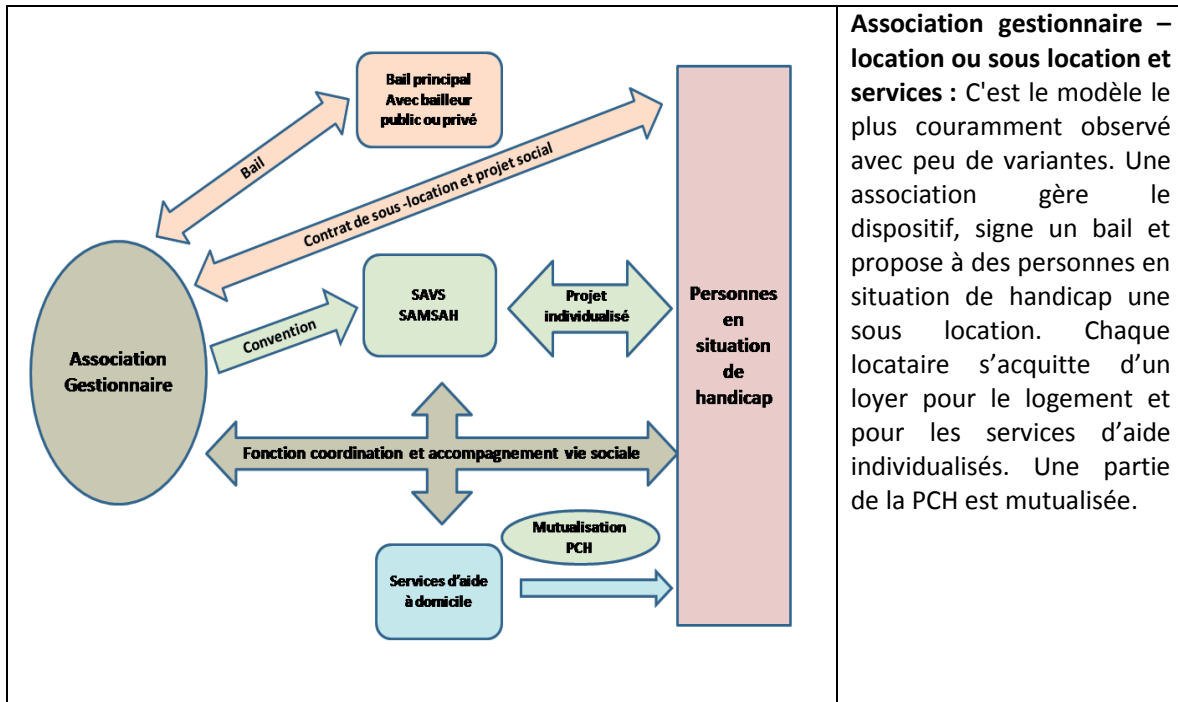 Bail principal
Avec bailleur
public ou privé
Bail
Contrat de sous -location et projet social
Association
Gestionnaire
Convention
SAVS
SAMSAH
Projet
individualisé
Personnes
en
situation
de
handicap
Fonction coordination et accompagnement vie sociale
Mutualisation
PCH
Services d'aide
à domicile
Association gestionnaire –
location ou sous location et
services : C'est le modèle le
plus couramment observé
avec peu de variantes. Une
association gère le
dispositif, signe un bail et
propose à des personnes en
situation de handicap une
sous location. Chaque
locataire s’acquitte d’un
loyer pour le logement et
pour les services d’aide
individualisés. Une partie
de la PCH est mutualisée.